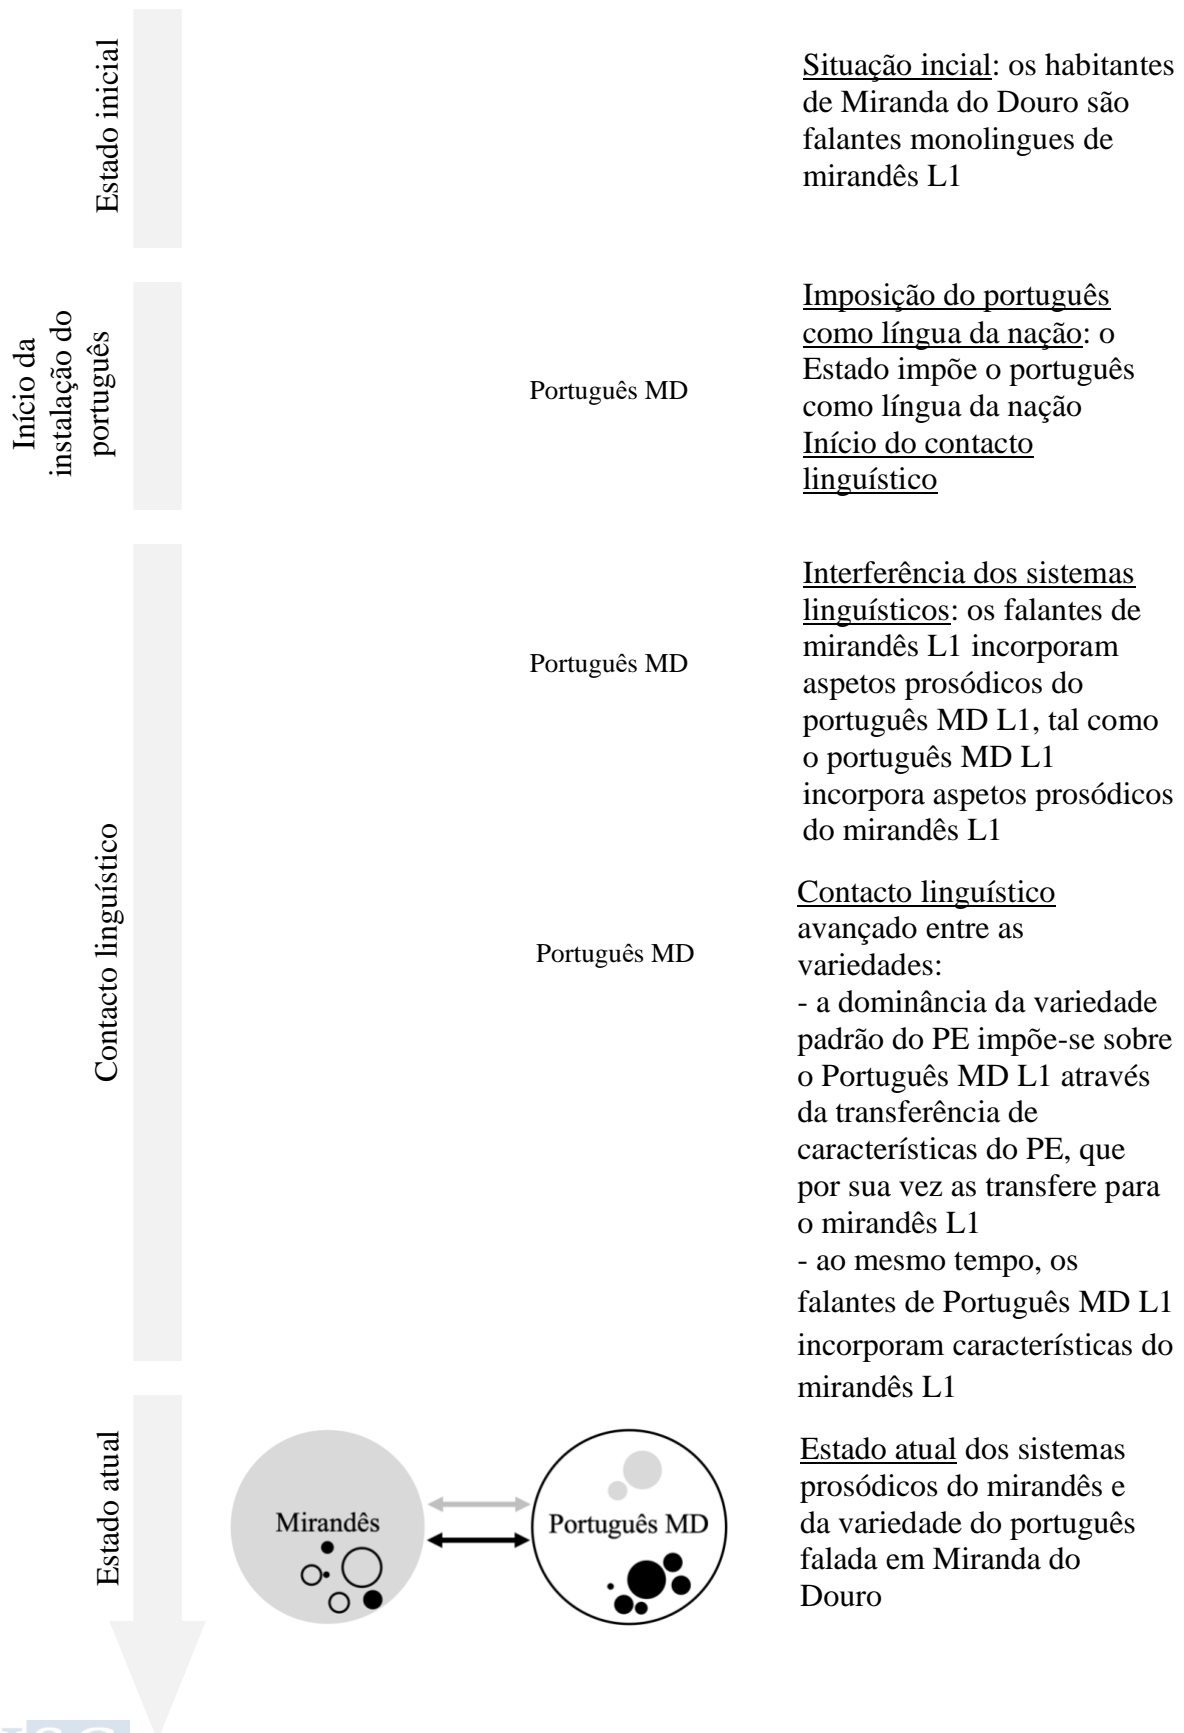 Estado inicial
Situação incial: os habitantes
de Miranda do Douro são
falantes monolingues de
mirandês L1
Início da
instalação do
português
Português MD
Imposição do português
como língua da nação: o
Estado impõe o português
como língua da nação
Início do contacto
linguístico
Contacto linguístico
Português MD
Interferência dos sistemas
linguísticos: os falantes de
mirandês L1 incorporam
aspetos prosódicos do
português MD L1, tal como
o português MD L1
incorpora aspetos prosódicos
do mirandês L1
Português MD
Contacto linguístico
avançado entre as
variedades:
- a dominância da variedade
padrão do PE impõe-se sobre
o Português MD L1 através
da transferência de
características do PE, que
por sua vez as transfere para
o mirandês L1
- ao mesmo tempo, os
falantes de Português MD L1
incorporam características do
mirandês L1
Estado atual
Mirandês
Português MD
Estado atual dos sistemas
prosódicos do mirandês e
da variedade do português
falada em Miranda do
Douro